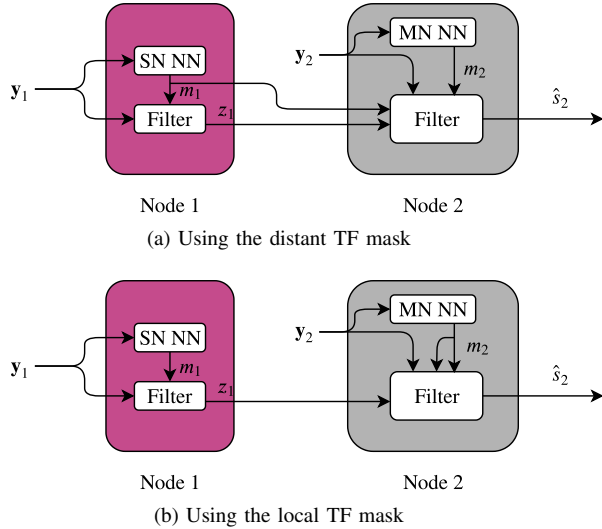 y₁
SN NN
m₁
Filter
z₁
y₂
MN NN
m₂
Filter
ŝ₂
Node 1
Node 2
(a) Using the distant TF mask
y₁
SN NN
m₁
Filter
z₁
y₂
MN NN
m₂
Filter
ŝ₂
Node 1
Node 2
(b) Using the local TF mask